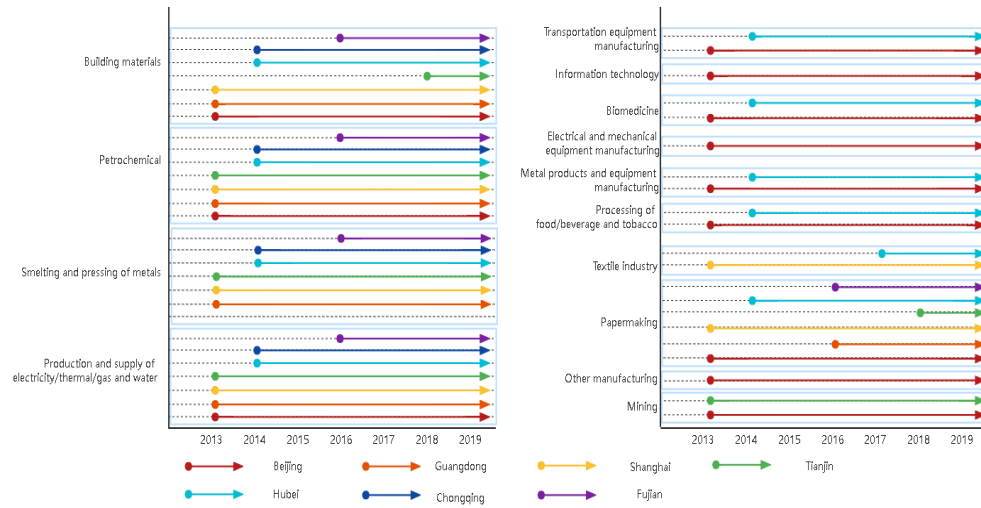 Building materials
Petrochemical
Smelting and pressing of metals
Production and supply of
electricity/thermal/gas and water
2013 2014 2015 2016 2017 2018 2019
Transportation equipment
manufacturing
Information technology
Biomedicine
Electrical and mechanical
equipment manufacturing
Metal products and equipment
manufacturing
Processing of
food/beverage and tobacco
Textile industry
Papermaking
Other manufacturing
Mining
2013 2014 2015 2016 2017 2018 2019
Beijing Guangdong Shanghai Tianjin
Hubei Chongqing Fujian